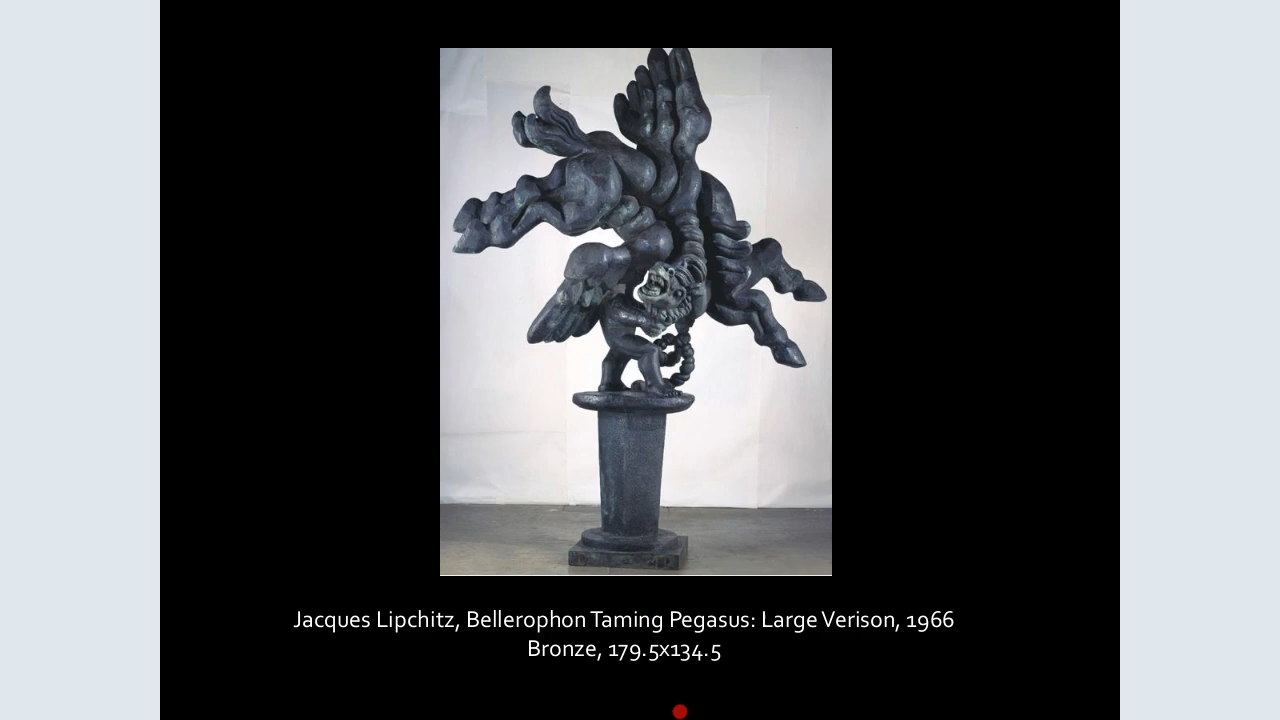 Jacques Lipchitz, Bellerophon Taming Pegasus: Large Verison, 1966
Bronze, 179.5x134.5